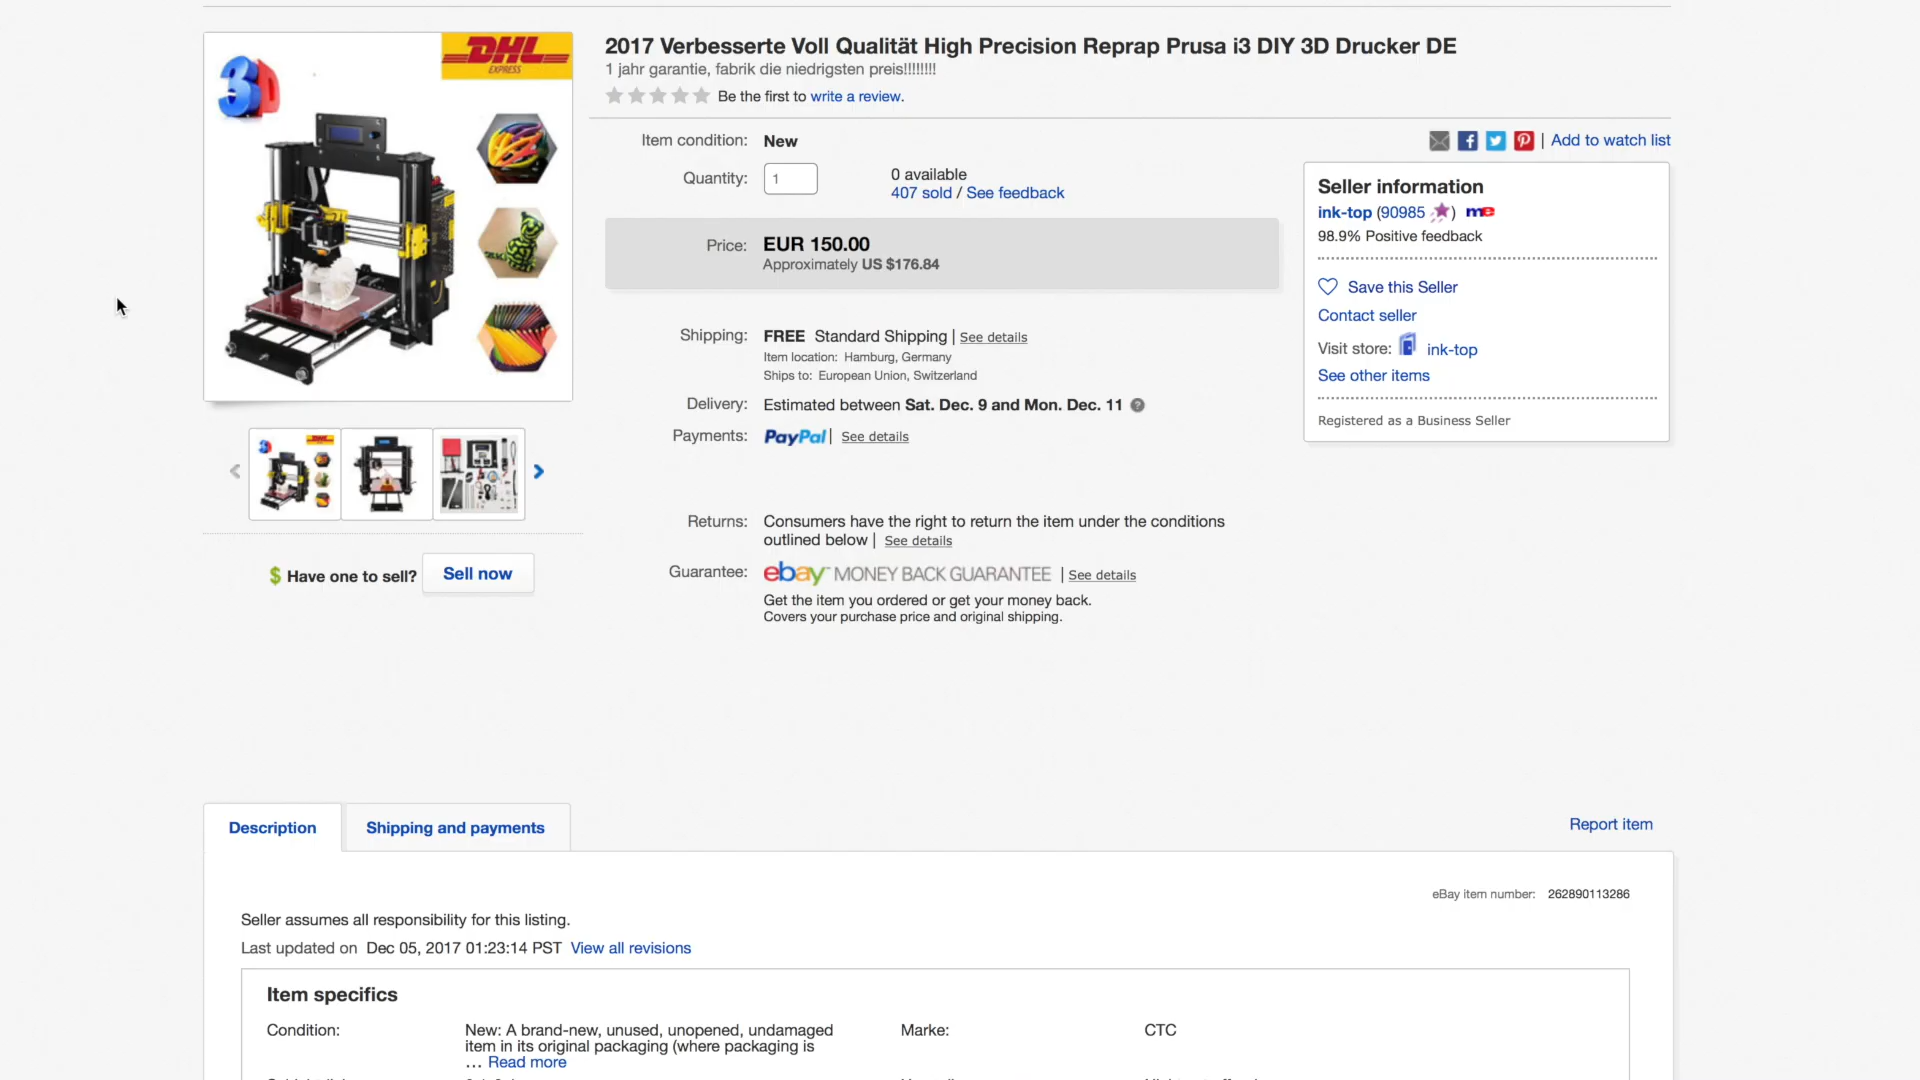 3D
DHL
EXPRESS
2017 Verbesserte Voll Qualität High Precision Reprap Prusa i3 DIY 3D Drucker DE
1 jahr garantie, fabrik die niedrigsten preis!!!!!!!!
Be the first to write a review.
Item condition: New
Add to watch list
Quantity: 1
0 available
407 sold / See feedback
Price: EUR 150.00
Approximately US $176.84
Seller information
ink-top (90985) me
98.9% Positive feedback
Save this Seller
Contact seller
Visit store: ink-top
See other items
Registered as a Business Seller
Shipping: FREE Standard Shipping | See details
Item location: Hamburg, Germany
Ships to: European Union, Switzerland
Delivery: Estimated between Sat. Dec. 9 and Mon. Dec. 11 ?
Payments: PayPal | See details
Returns: Consumers have the right to return the item under the conditions
outlined below | See details
Guarantee: ebay MONEY BACK GUARANTEE | See details
Get the item you ordered or get your money back.
Covers your purchase price and original shipping.
$ Have one to sell? Sell now
Description
Shipping and payments
Report item
eBay item number: 262890113286
Seller assumes all responsibility for this listing.
Last updated on Dec 05, 2017 01:23:14 PST View all revisions
Item specifics
Condition: New: A brand-new, unused, unopened, undamaged
item in its original packaging (where packaging is
... Read more
Marke: CTC